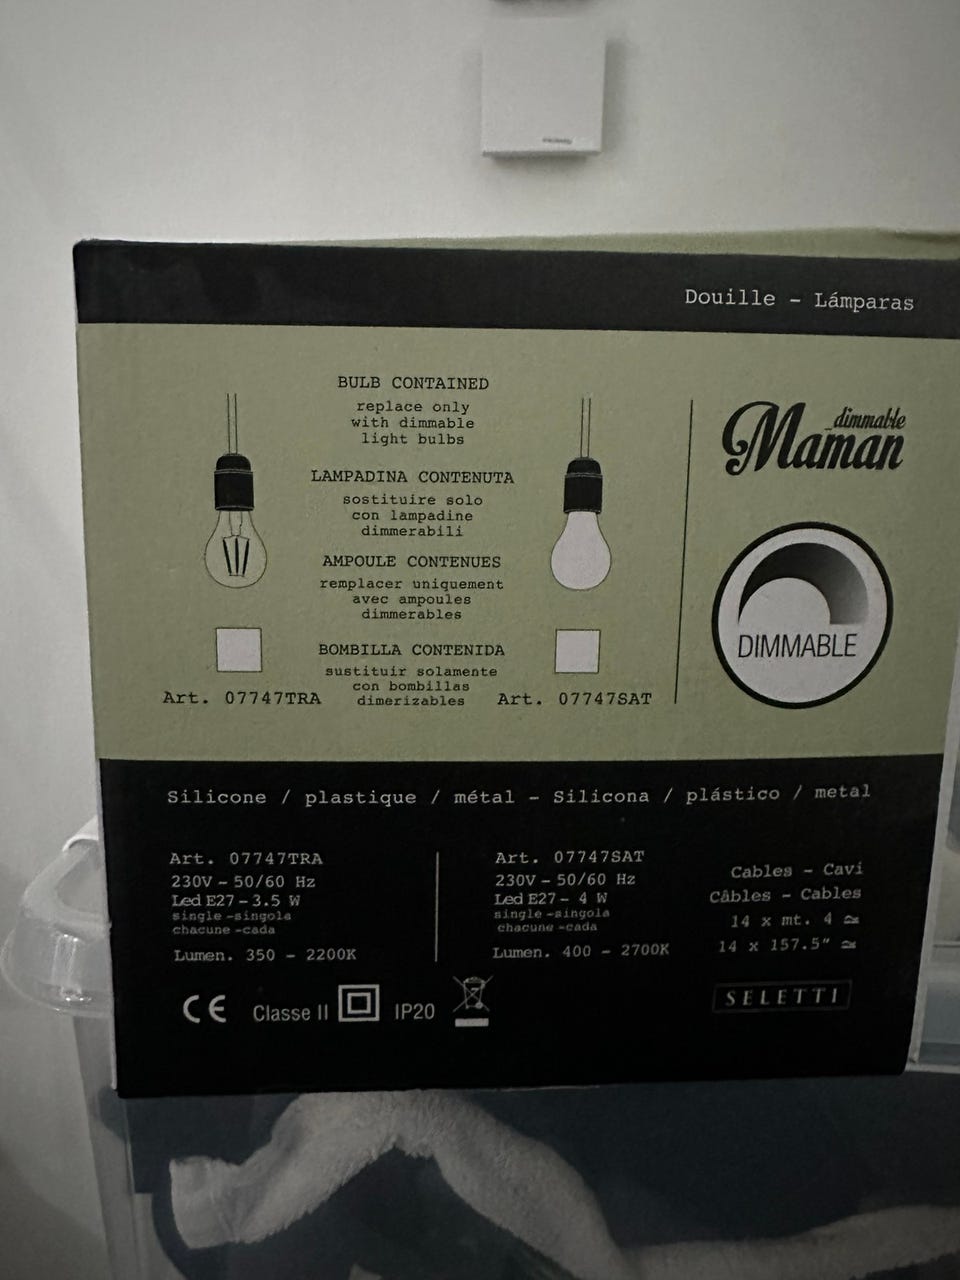 Douille - Lámparas
BULB CONTAINED
replace only
with dimmable
light bulbs
LAMPADINA CONTENUTA
sostituire solo
con lampadine
dimmerabili
AMPOULE CONTENUES
remplacer uniquement
avec ampoules
dimmerables
BOMBILLA CONTENIDA
sustituir solamente
con bombillas
dimerizables
Art. 07747TRA
Art. 07747SAT
_dimmable
Maman
DIMMABLE
Silicone / plastique / métal - Silicona / plástico / metal
Art. 07747TRA
230V - 50/60 Hz
Led E27 - 3.5 W
single -singola
chacune -cada
Lumen. 350 - 2200K
Art. 07747SAT
230V - 50/60 Hz
Led E27 - 4 W
single -singola
chacune -cada
Lumen. 400 - 2700K
Cables - Cavi
Câbles - Cables
14 x mt. 4 ≃
14 x 157.5" ≃
CE Classe II IP20
SELETTI